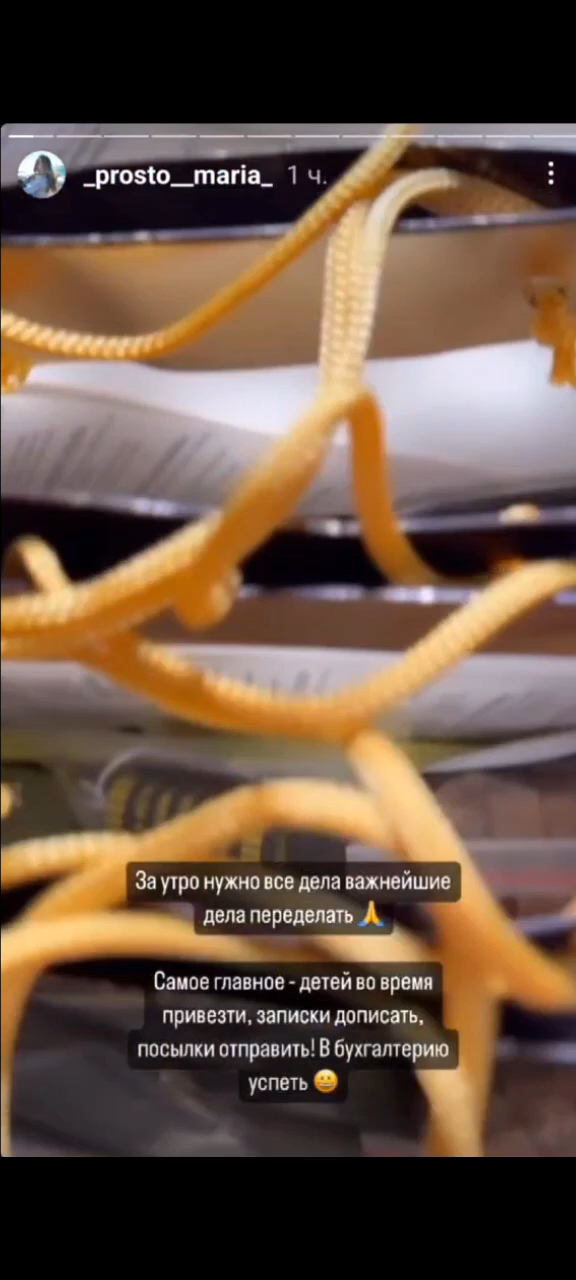 _prosto__maria_ 1 ч.
За утро нужно все дела важнейшие
дела переделать 🙏
Самое главное - детей во время
привезти, записки дописать,
посылки отправить! В бухгалтерию
успеть 😀